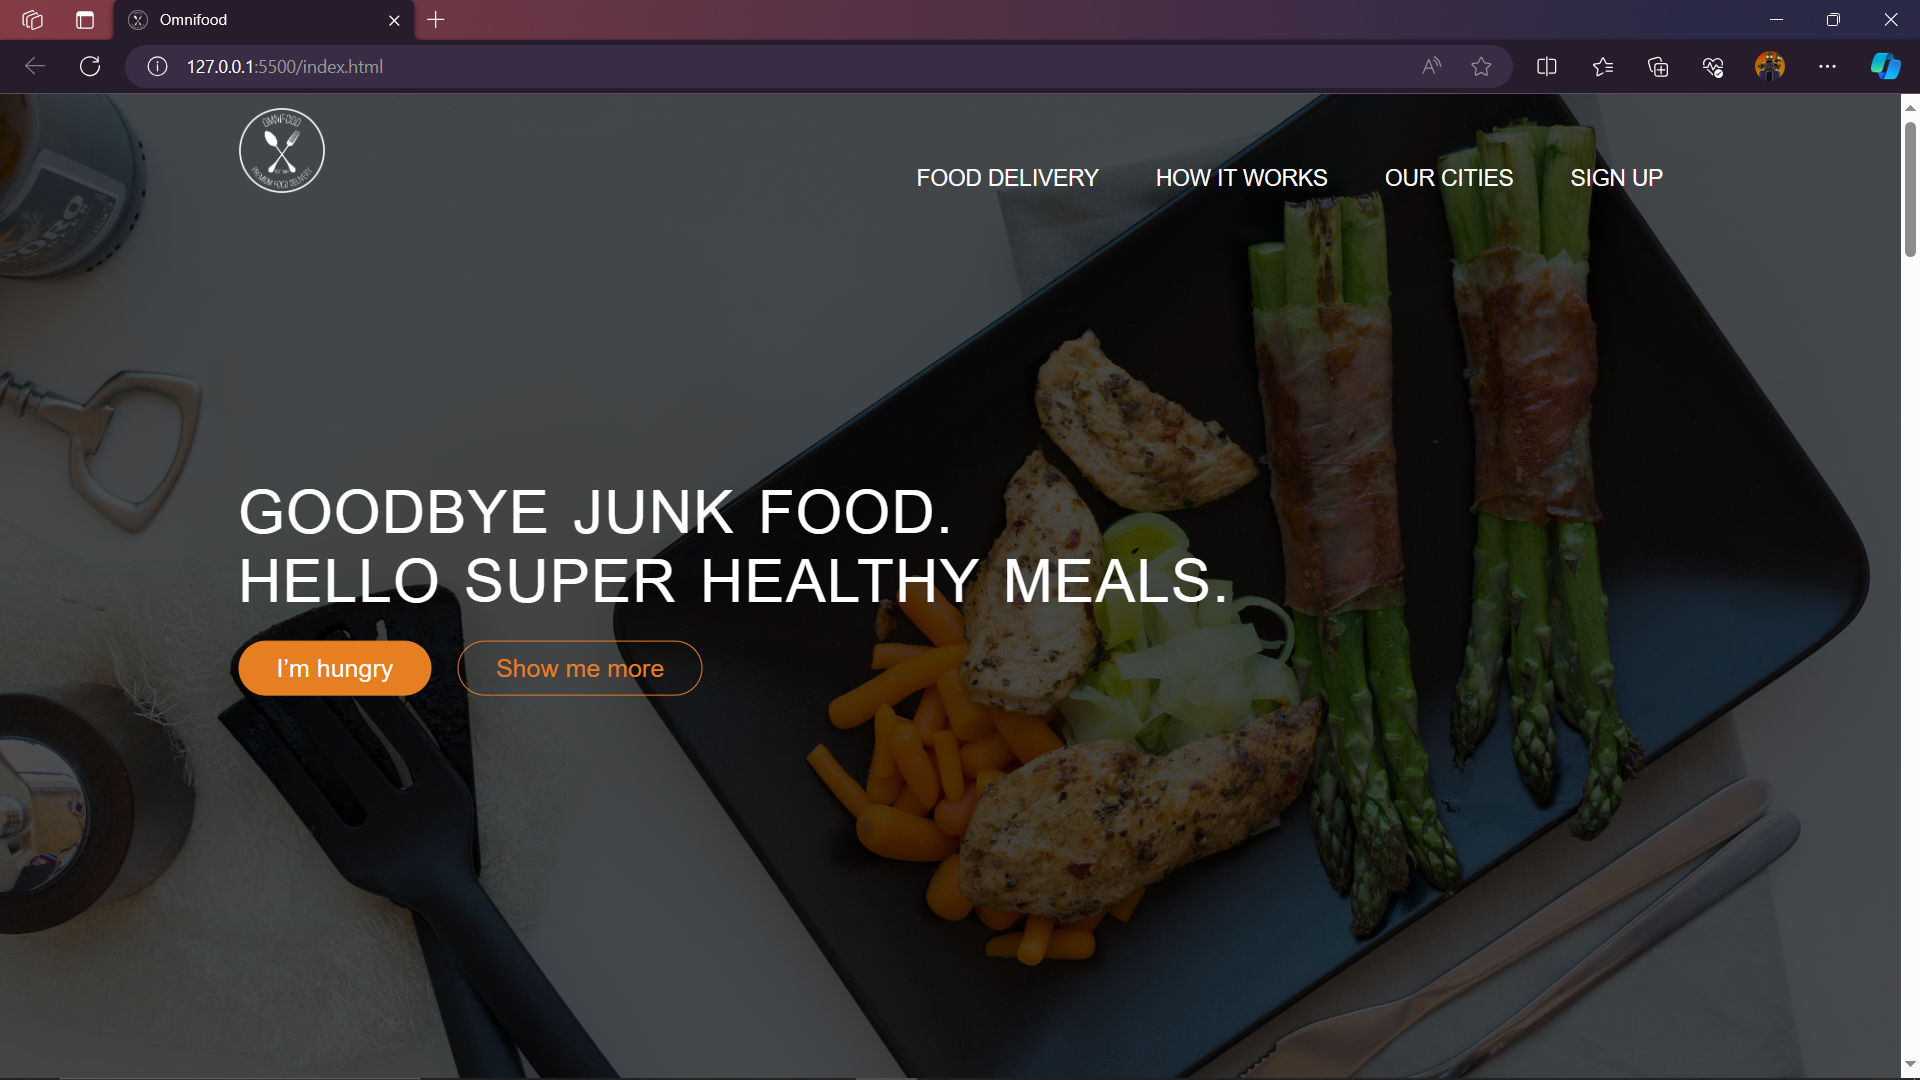 Omnifood
127.0.0.1:5500/index.html
OMNIFOOD
PREMIUM FOOD DELIVERY
FOOD DELIVERY
HOW IT WORKS
OUR CITIES
SIGN UP
GOODBYE JUNK FOOD.
HELLO SUPER HEALTHY MEALS.
I’m hungry
Show me more